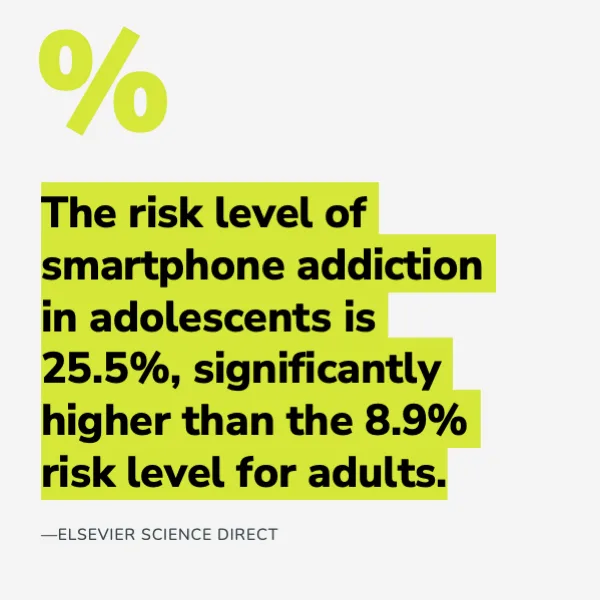 %
The risk level of
smartphone addiction
in adolescents is
25.5%, significantly
higher than the 8.9%
risk level for adults.
—ELSEVIER SCIENCE DIRECT